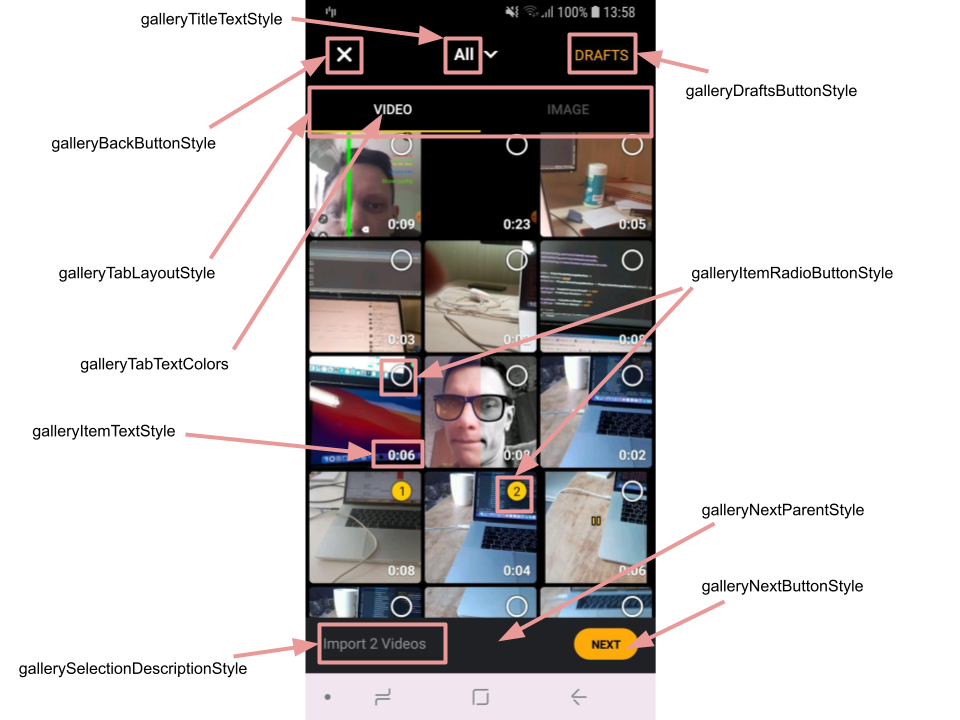 galleryTitleTextStyle
100% 13:58
All
DRAFTS
galleryDraftsButtonStyle
VIDEO
IMAGE
galleryBackButtonStyle
0:09
0:23
0:05
galleryTabLayoutStyle
galleryItemRadioButtonStyle
0:03
0:08
galleryTabTextColors
galleryItemTextStyle
0:06
0:08
0:02
1
2
galleryNextParentStyle
0:08
0:04
0:06
galleryNextButtonStyle
Import 2 Videos
NEXT
gallerySelectionDescriptionStyle